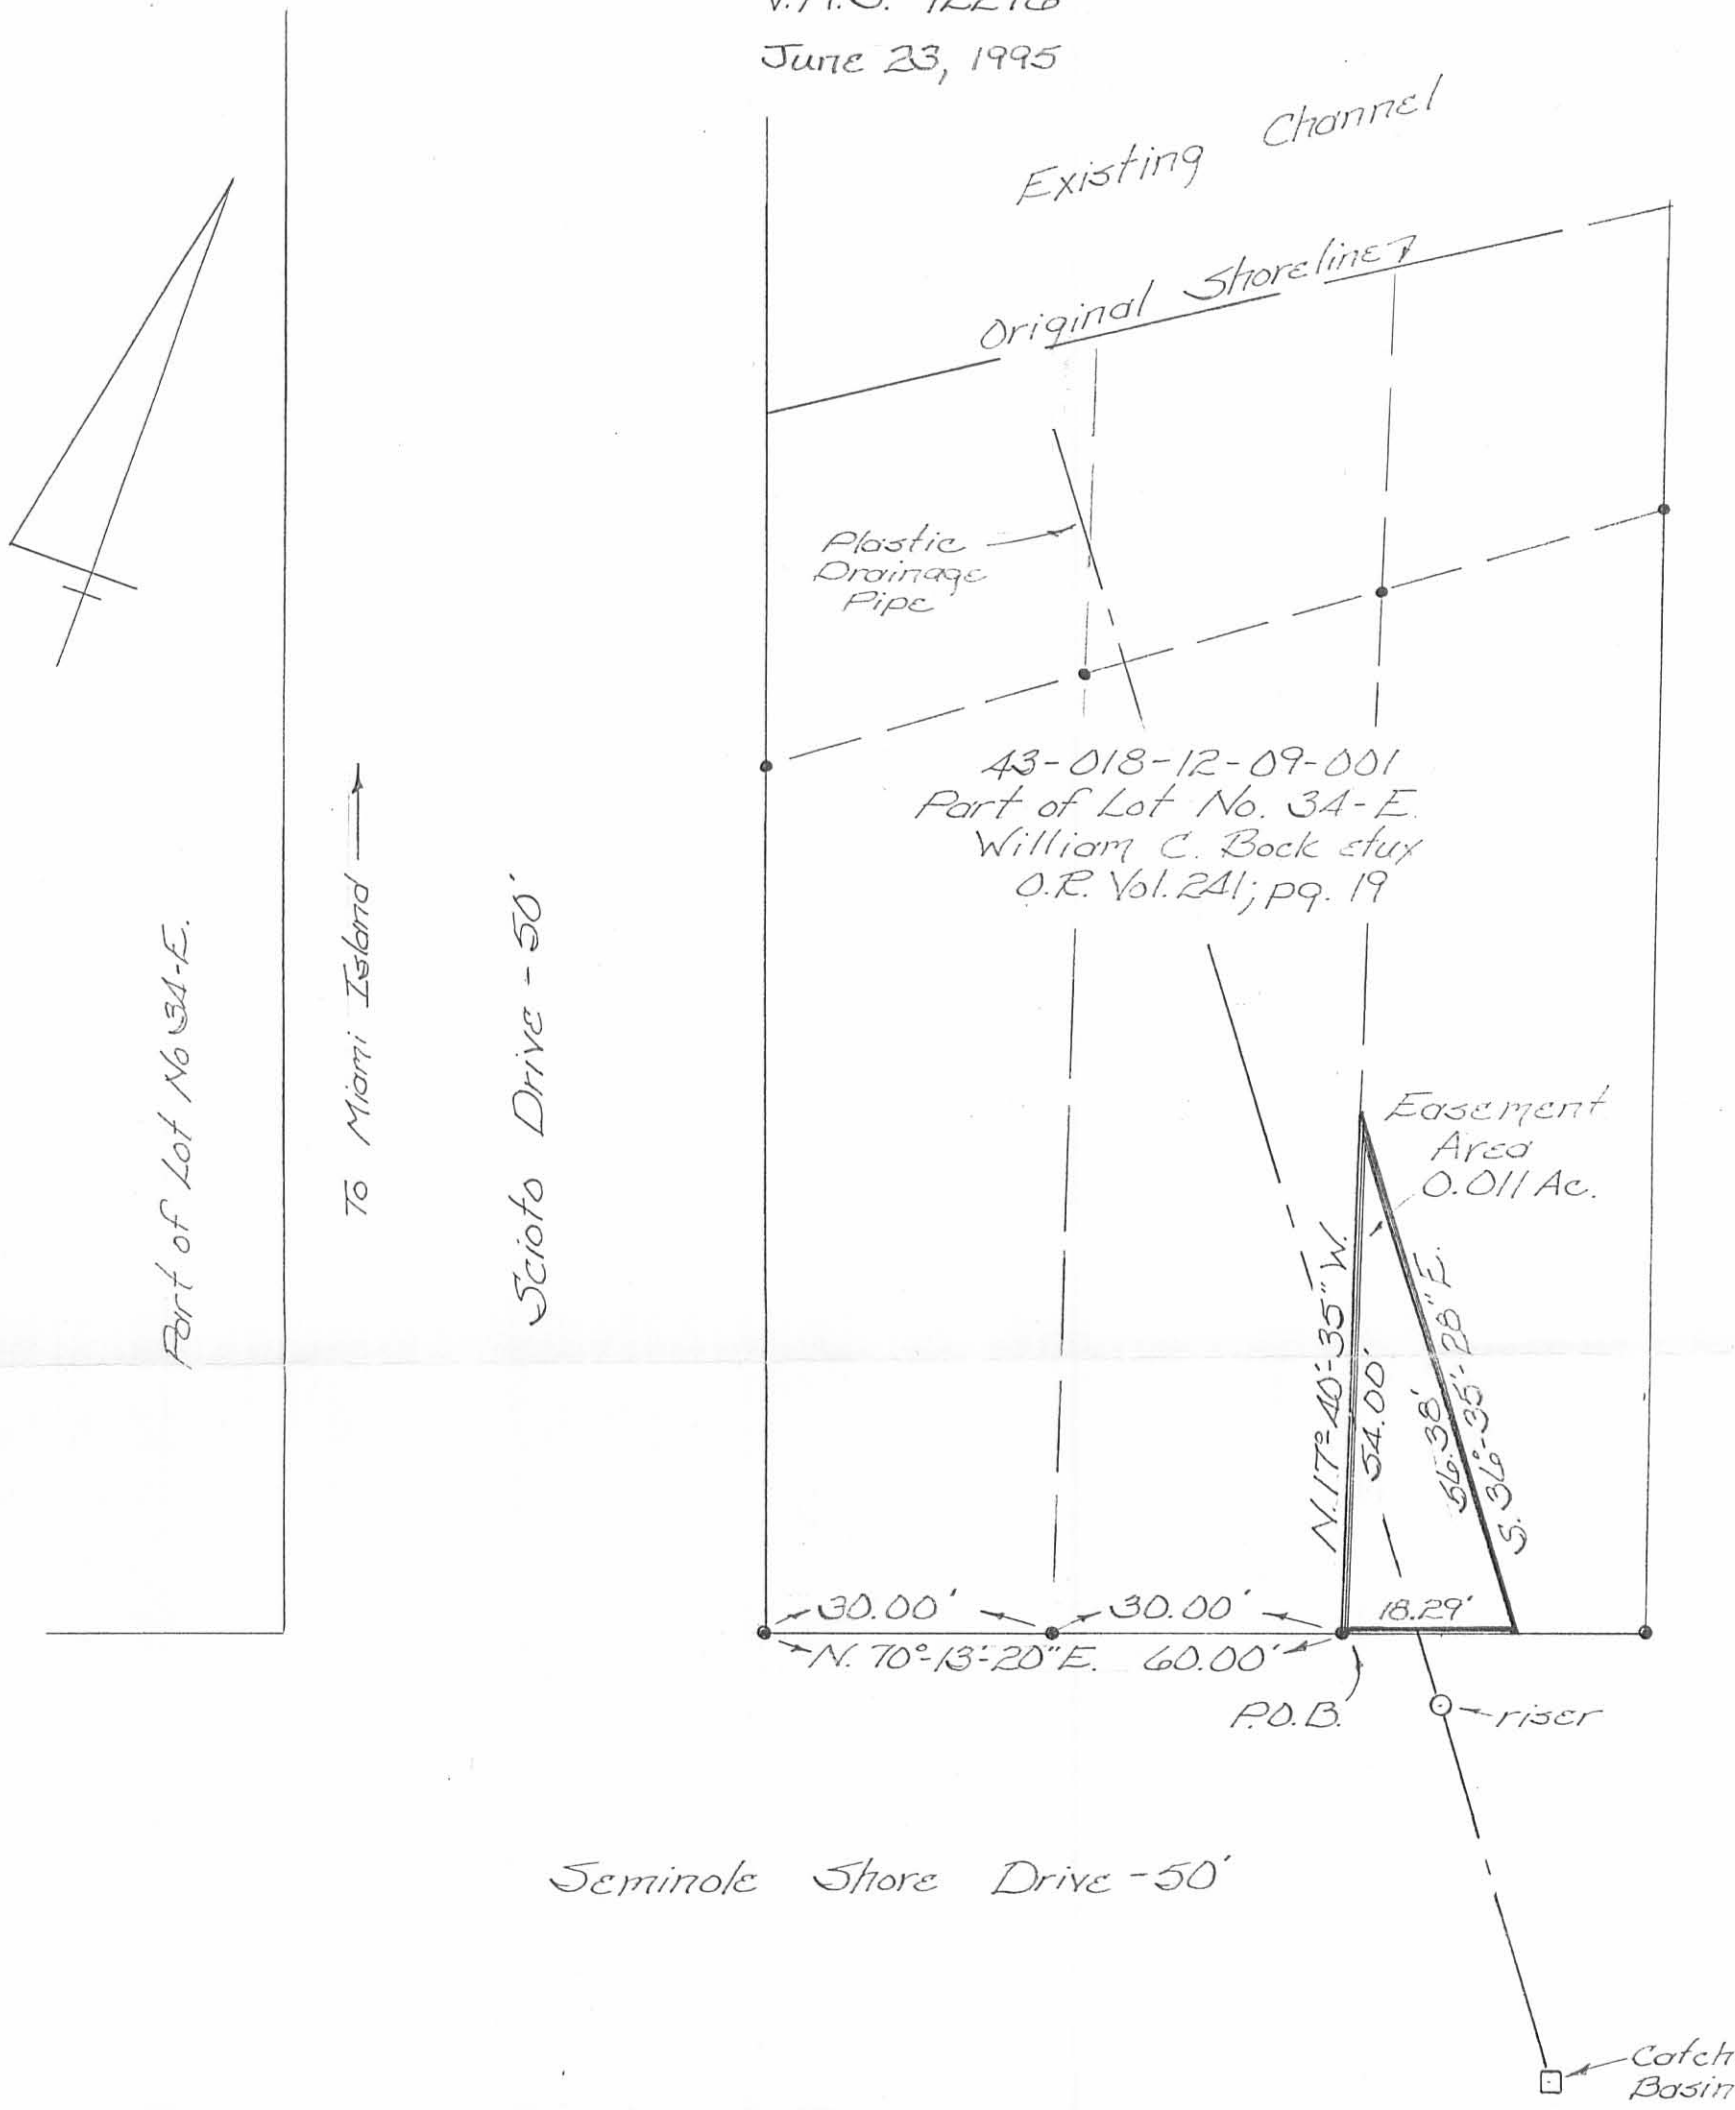 June 23, 1995
Existing Channel
Original Shoreline
Plastic
Drainage
Pipe
43-018-12-09-001
Part of Lot No. 34-E.
William C. Bock etux
O.R. Vol. 241; pg. 19
Part of Lot No 34-E.
To Miami Island
Scioto Drive - 50'
Easement
Area
0.011 Ac.
N. 17°-40'-35" W.
54.00'
56.38'
S. 36°-35'-28" E.
30.00'
30.00'
18.29'
N. 70°-13'-20" E. 60.00'
P.O.B.
riser
Seminole Shore Drive - 50'
Catch
Basin